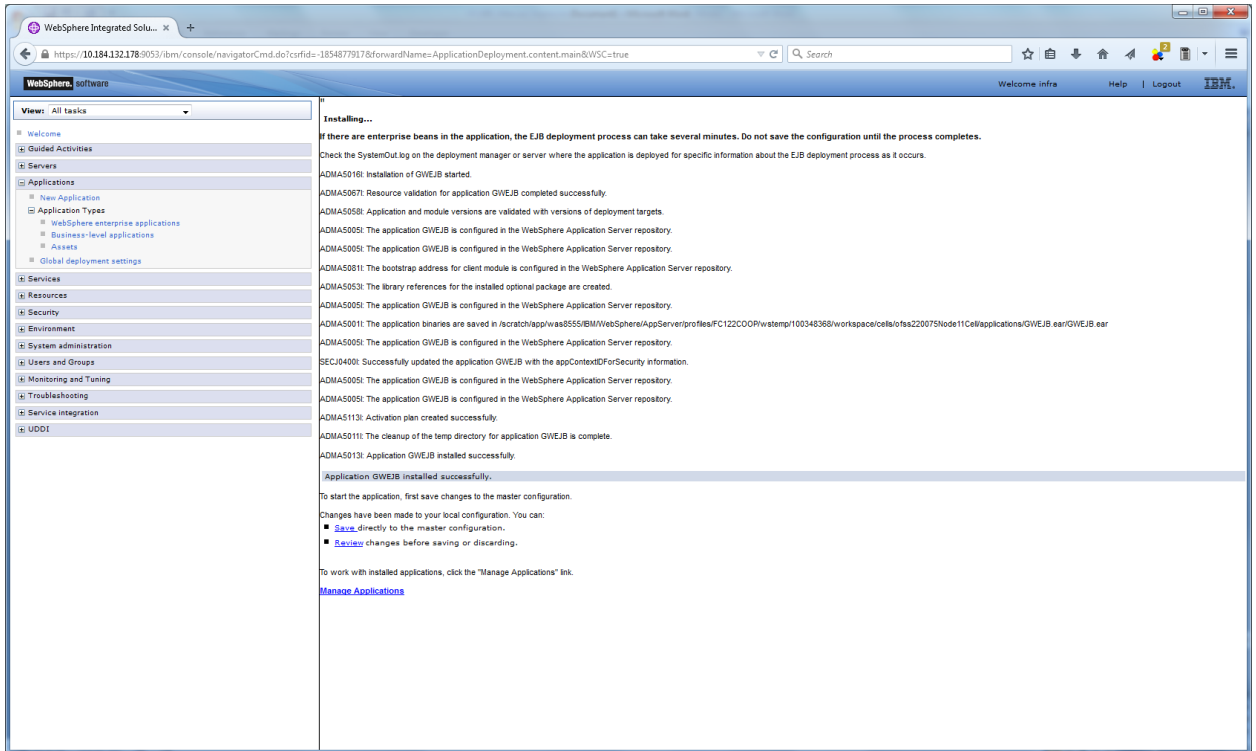 WebSphere Integrated Solu... × +
https://10.184.132.178:9053/ibm/console/navigatorCmd.do?csrfid=-1854877917&forwardName=ApplicationDeployment.content.main&WSC=true
Search
2
WebSphere. software
Welcome infra
Help | Logout
IBM.
View: All tasks
Welcome
Guided Activities
Servers
Applications
New Application
Application Types
WebSphere enterprise applications
Business-level applications
Assets
Global deployment settings
Services
Resources
Security
Environment
System administration
Users and Groups
Monitoring and Tuning
Troubleshooting
Service integration
UDDI
"
Installing...
If there are enterprise beans in the application, the EJB deployment process can take several minutes. Do not save the configuration until the process completes.
Check the SystemOut.log on the deployment manager or server where the application is deployed for specific information about the EJB deployment process as it occurs.
ADMA5016I: Installation of GWEJB started.
ADMA5067I: Resource validation for application GWEJB completed successfully.
ADMA5058I: Application and module versions are validated with versions of deployment targets.
ADMA5005I: The application GWEJB is configured in the WebSphere Application Server repository.
ADMA5005I: The application GWEJB is configured in the WebSphere Application Server repository.
ADMA5081I: The bootstrap address for client module is configured in the WebSphere Application Server repository.
ADMA5053I: The library references for the installed optional package are created.
ADMA5005I: The application GWEJB is configured in the WebSphere Application Server repository.
ADMA5001I: The application binaries are saved in /scratch/app/was8555/IBM/WebSphere/AppServer/profiles/FC122COOP/wstemp/100348368/workspace/cells/ofss220075Node11Cell/applications/GWEJB.ear/GWEJB.ear
ADMA5005I: The application GWEJB is configured in the WebSphere Application Server repository.
SECJ0400I: Successfully updated the application GWEJB with the appContextIDForSecurity information.
ADMA5005I: The application GWEJB is configured in the WebSphere Application Server repository.
ADMA5005I: The application GWEJB is configured in the WebSphere Application Server repository.
ADMA5113I: Activation plan created successfully.
ADMA5011I: The cleanup of the temp directory for application GWEJB is complete.
ADMA5013I: Application GWEJB installed successfully.
Application GWEJB installed successfully.
To start the application, first save changes to the master configuration.
Changes have been made to your local configuration. You can:
Save directly to the master configuration.
Review changes before saving or discarding.
To work with installed applications, click the "Manage Applications" link.
Manage Applications